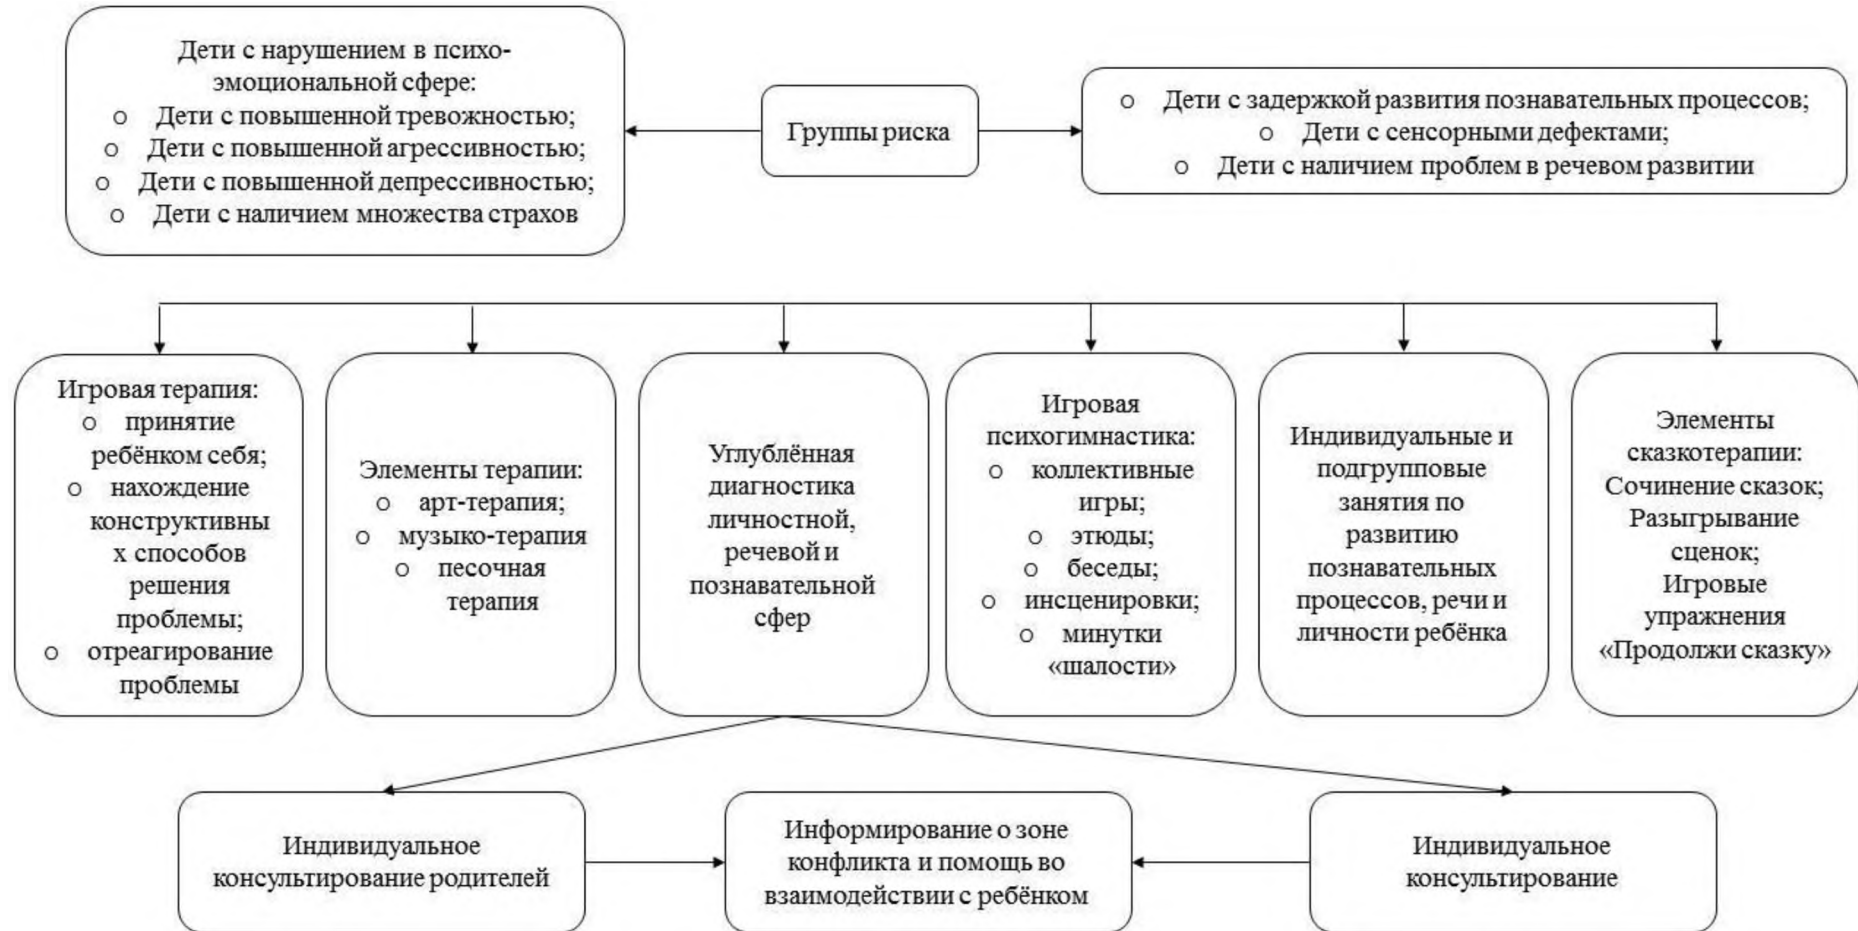 Дети с нарушением в психо-
эмоциональной сфере:
o Дети с повышенной тревожностью;
o Дети с повышенной агрессивностью;
o Дети с повышенной депрессивностью;
o Дети с наличием множества страхов
Группы риска
o Дети с задержкой развития познавательных процессов;
o Дети с сенсорными дефектами;
o Дети с наличием проблем в речевом развитии
Игровая терапия:
o принятие
ребёнком себя;
o нахождение
конструктивны
х способов
решения
проблемы;
o отреагирование
проблемы
Элементы терапии:
o арт-терапия;
o музыко-терапия
o песочная
терапия
Углублённая
диагностика
личностной,
речевой и
познавательной
сфер
Игровая
психогимнастика:
o коллективные
игры;
o этюды;
o беседы;
o инсценировки;
o минутки
«шалости»
Индивидуальные и
подгрупповые
занятия по
развитию
познавательных
процессов, речи и
личности ребёнка
Элементы
сказкотерапии:
Сочинение сказок;
Разыгрывание
сценок;
Игровые
упражнения
«Продолжи сказку»
Индивидуальное
консультирование родителей
Информирование о зоне
конфликта и помощь во
взаимодействии с ребёнком
Индивидуальное
консультирование